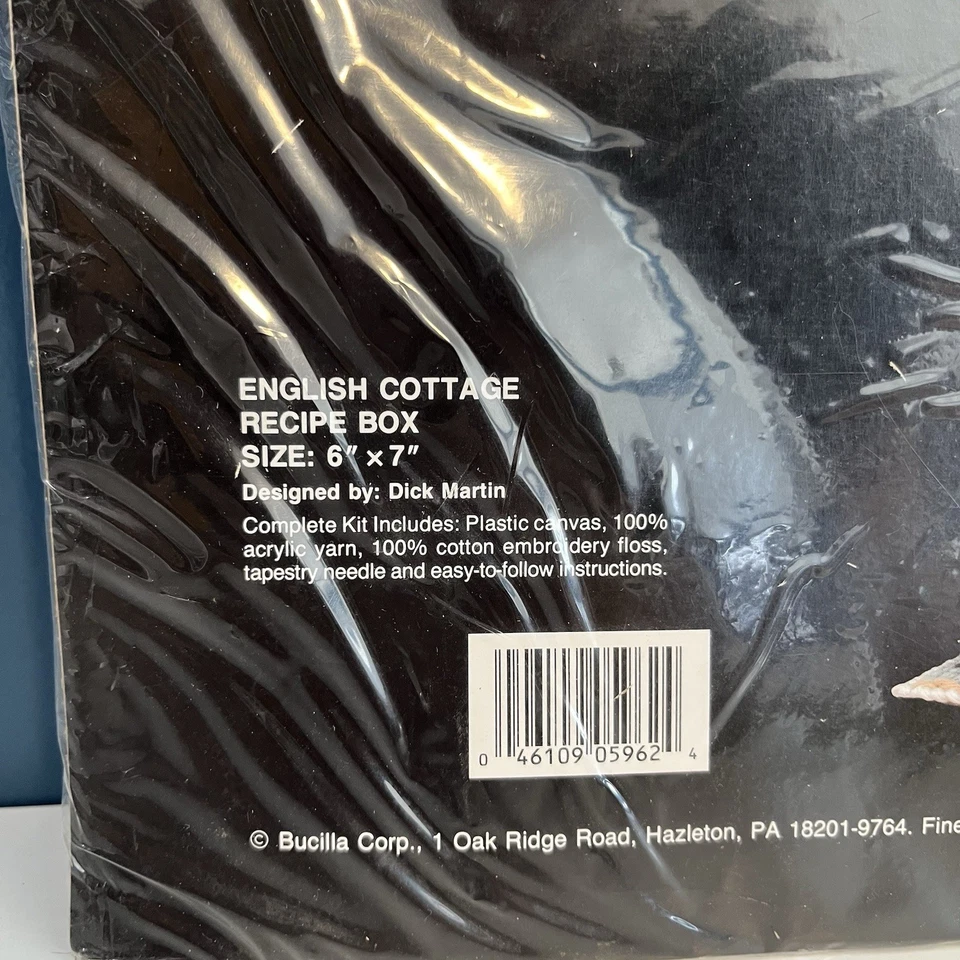 ENGLISH COTTAGE
RECIPE BOX
SIZE: 6" × 7"
Designed by: Dick Martin
Complete Kit Includes: Plastic canvas, 100%
acrylic yarn, 100% cotton embroidery floss,
tapestry needle and easy-to-follow instructions.
0 46109 05962 4
© Bucilla Corp., 1 Oak Ridge Road, Hazleton, PA 18201-9764. Fine